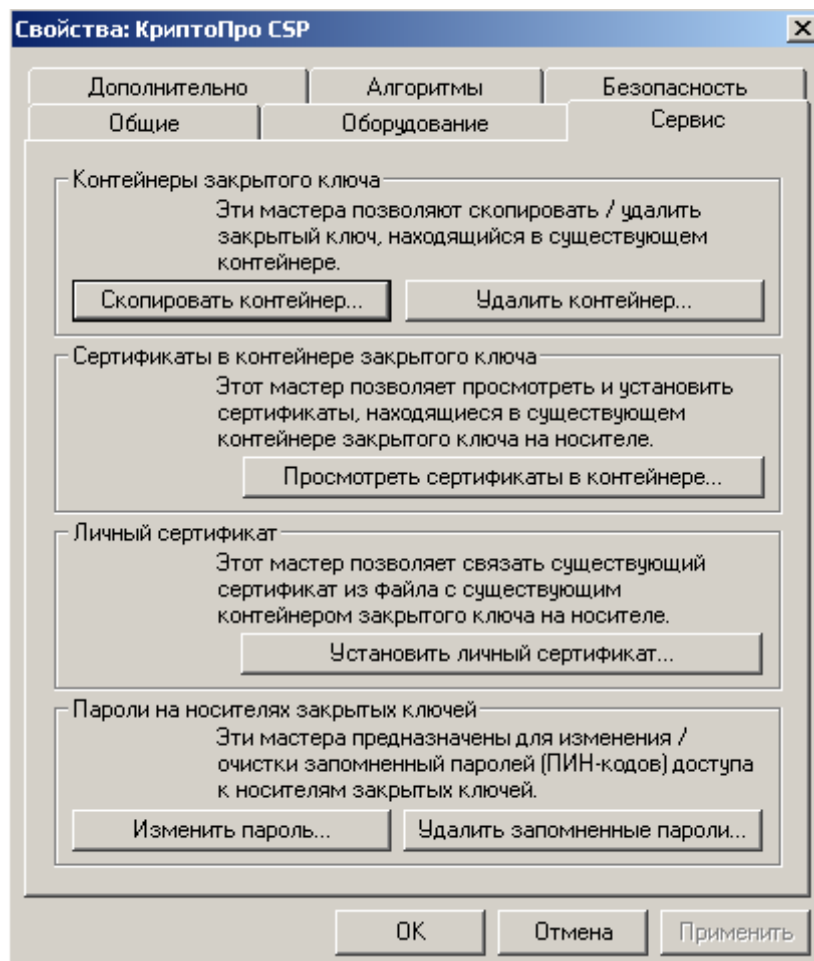 Свойства: КриптоПро CSP
Дополнительно
Алгоритмы
Безопасность
Общие
Оборудование
Сервис
Контейнеры закрытого ключа
Эти мастера позволяют скопировать / удалить
закрытый ключ, находящийся в существующем
контейнере.
Скопировать контейнер...
Удалить контейнер...
Сертификаты в контейнере закрытого ключа
Этот мастер позволяет просмотреть и установить
сертификаты, находящиеся в существующем
контейнере закрытого ключа на носителе.
Просмотреть сертификаты в контейнере...
Личный сертификат
Этот мастер позволяет связать существующий
сертификат из файла с существующим
контейнером закрытого ключа на носителе.
Установить личный сертификат...
Пароли на носителях закрытых ключей
Эти мастера предназначены для изменения /
очистки запомненный паролей (ПИН-кодов) доступа
к носителям закрытых ключей.
Изменить пароль...
Удалить запомненные пароли...
OK
Отмена
Применить